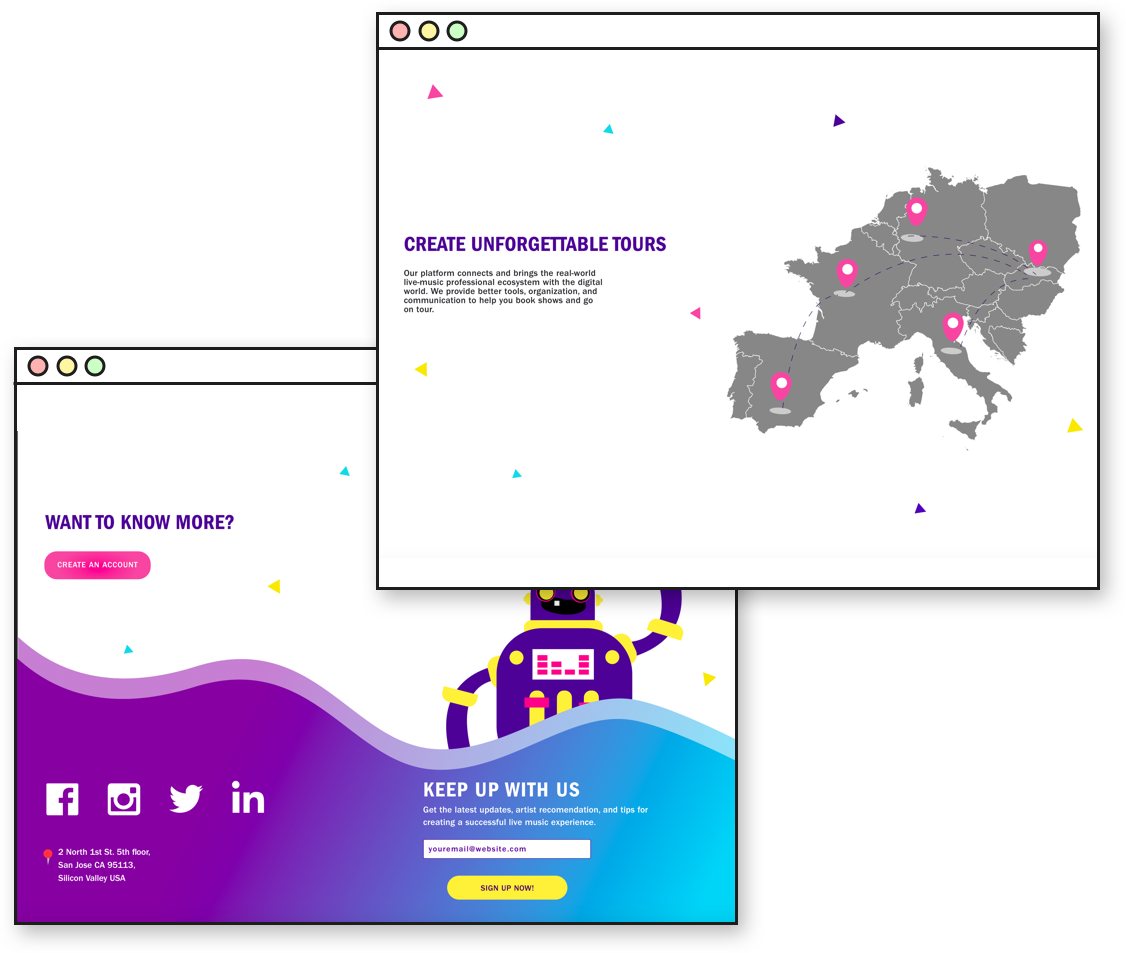 CREATE UNFORGETTABLE TOURS
Our platform connects and brings the real-world
live-music professional ecosystem with the digital
world. We provide better tools, organization, and
communication to help you book shows and go
on tour.
WANT TO KNOW MORE?
CREATE AN ACCOUNT
2 North 1st St. 5th floor,
San Jose CA 95113,
Silicon Valley USA
KEEP UP WITH US
Get the latest updates, artist recomendation, and tips for
creating a successful live music experience.
youremail@website.com
SIGN UP NOW!